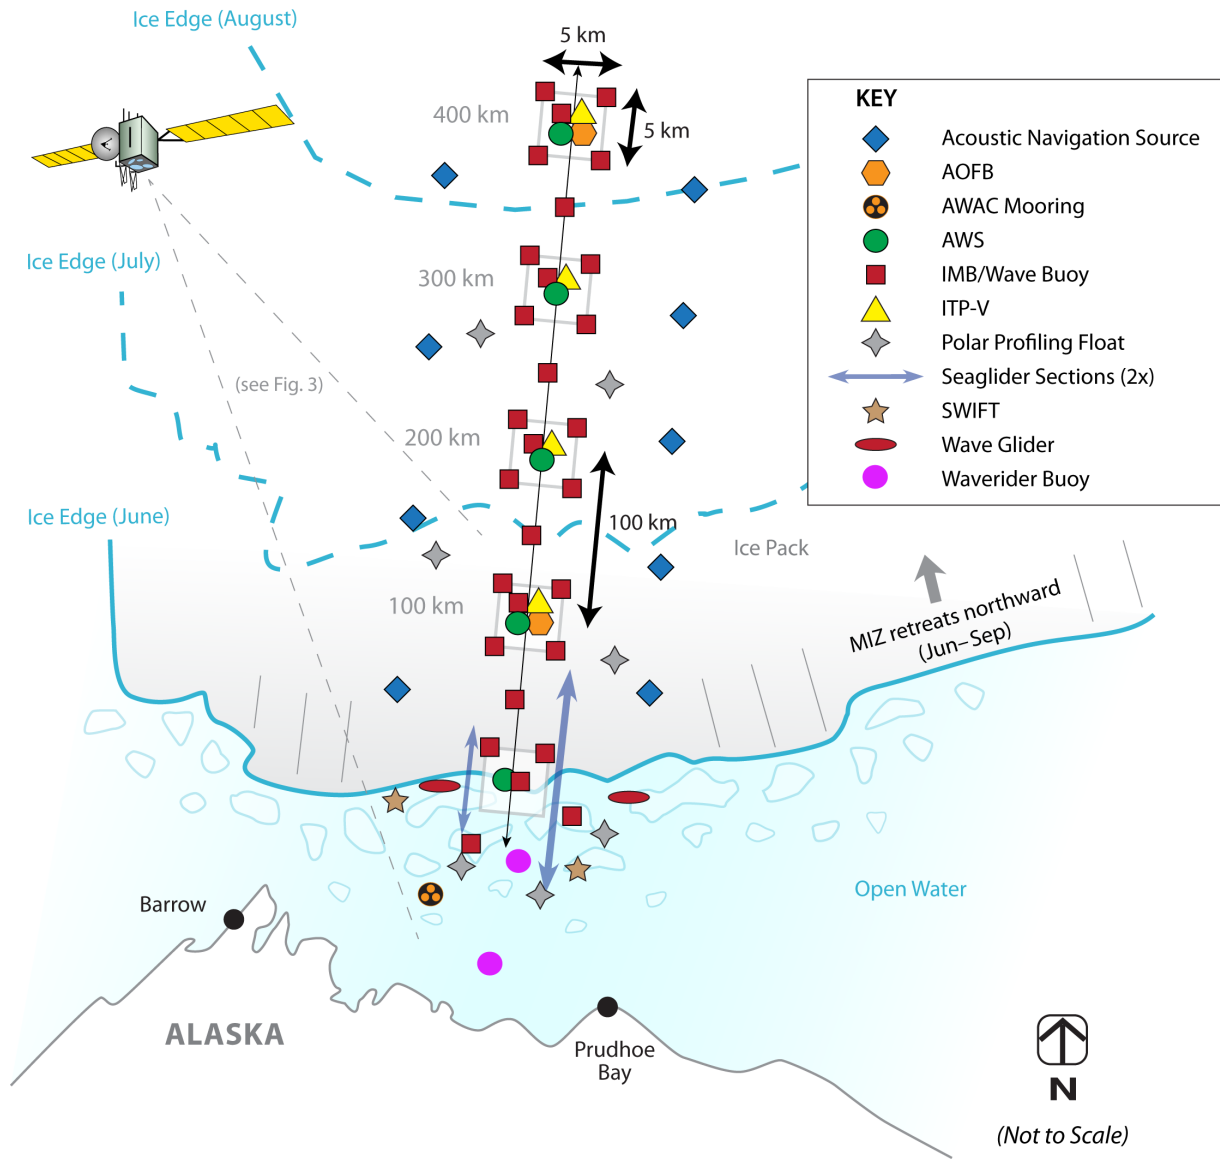 Ice Edge (August)
5 km
400 km
5 km
KEY
Acoustic Navigation Source
AOFB
AWAC Mooring
AWS
IMB/Wave Buoy
ITP-V
Polar Profiling Float
Seaglider Sections (2x)
SWIFT
Wave Glider
Waverider Buoy
Ice Edge (July)
300 km
(see Fig. 3)
200 km
Ice Edge (June)
100 km
Ice Pack
100 km
MIZ retreats northward
(Jun–Sep)
Open Water
Barrow
ALASKA
Prudhoe
Bay
N
(Not to Scale)